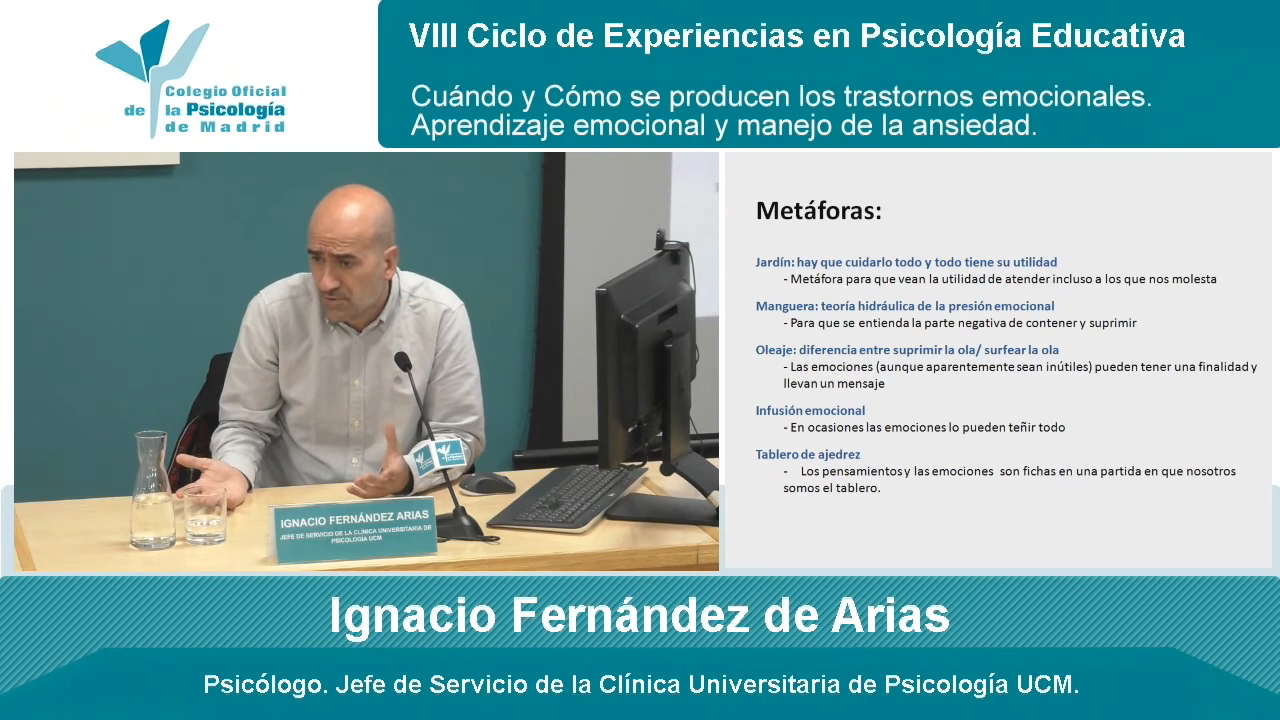 Colegio Oficial
de la Psicología
de Madrid
VIII Ciclo de Experiencias en Psicología Educativa
Cuándo y Cómo se producen los trastornos emocionales.
Aprendizaje emocional y manejo de la ansiedad.
Metáforas:
Jardín: hay que cuidarlo todo y todo tiene su utilidad
- Metáfora para que vean la utilidad de atender incluso a los que nos molesta
Manguera: teoría hidráulica de la presión emocional
- Para que se entienda la parte negativa de contener y suprimir
Oleaje: diferencia entre suprimir la ola/ surfear la ola
- Las emociones (aunque aparentemente sean inútiles) pueden tener una finalidad y
llevan un mensaje
Infusión emocional
- En ocasiones las emociones lo pueden teñir todo
Tablero de ajedrez
- Los pensamientos y las emociones son fichas en una partida en que nosotros
somos el tablero.
IGNACIO FERNÁNDEZ ARIAS
JEFE DE SERVICIO DE LA CLÍNICA UNIVERSITARIA DE
PSICOLOGÍA UCM
Ignacio Fernández de Arias
Psicólogo. Jefe de Servicio de la Clínica Universitaria de Psicología UCM.